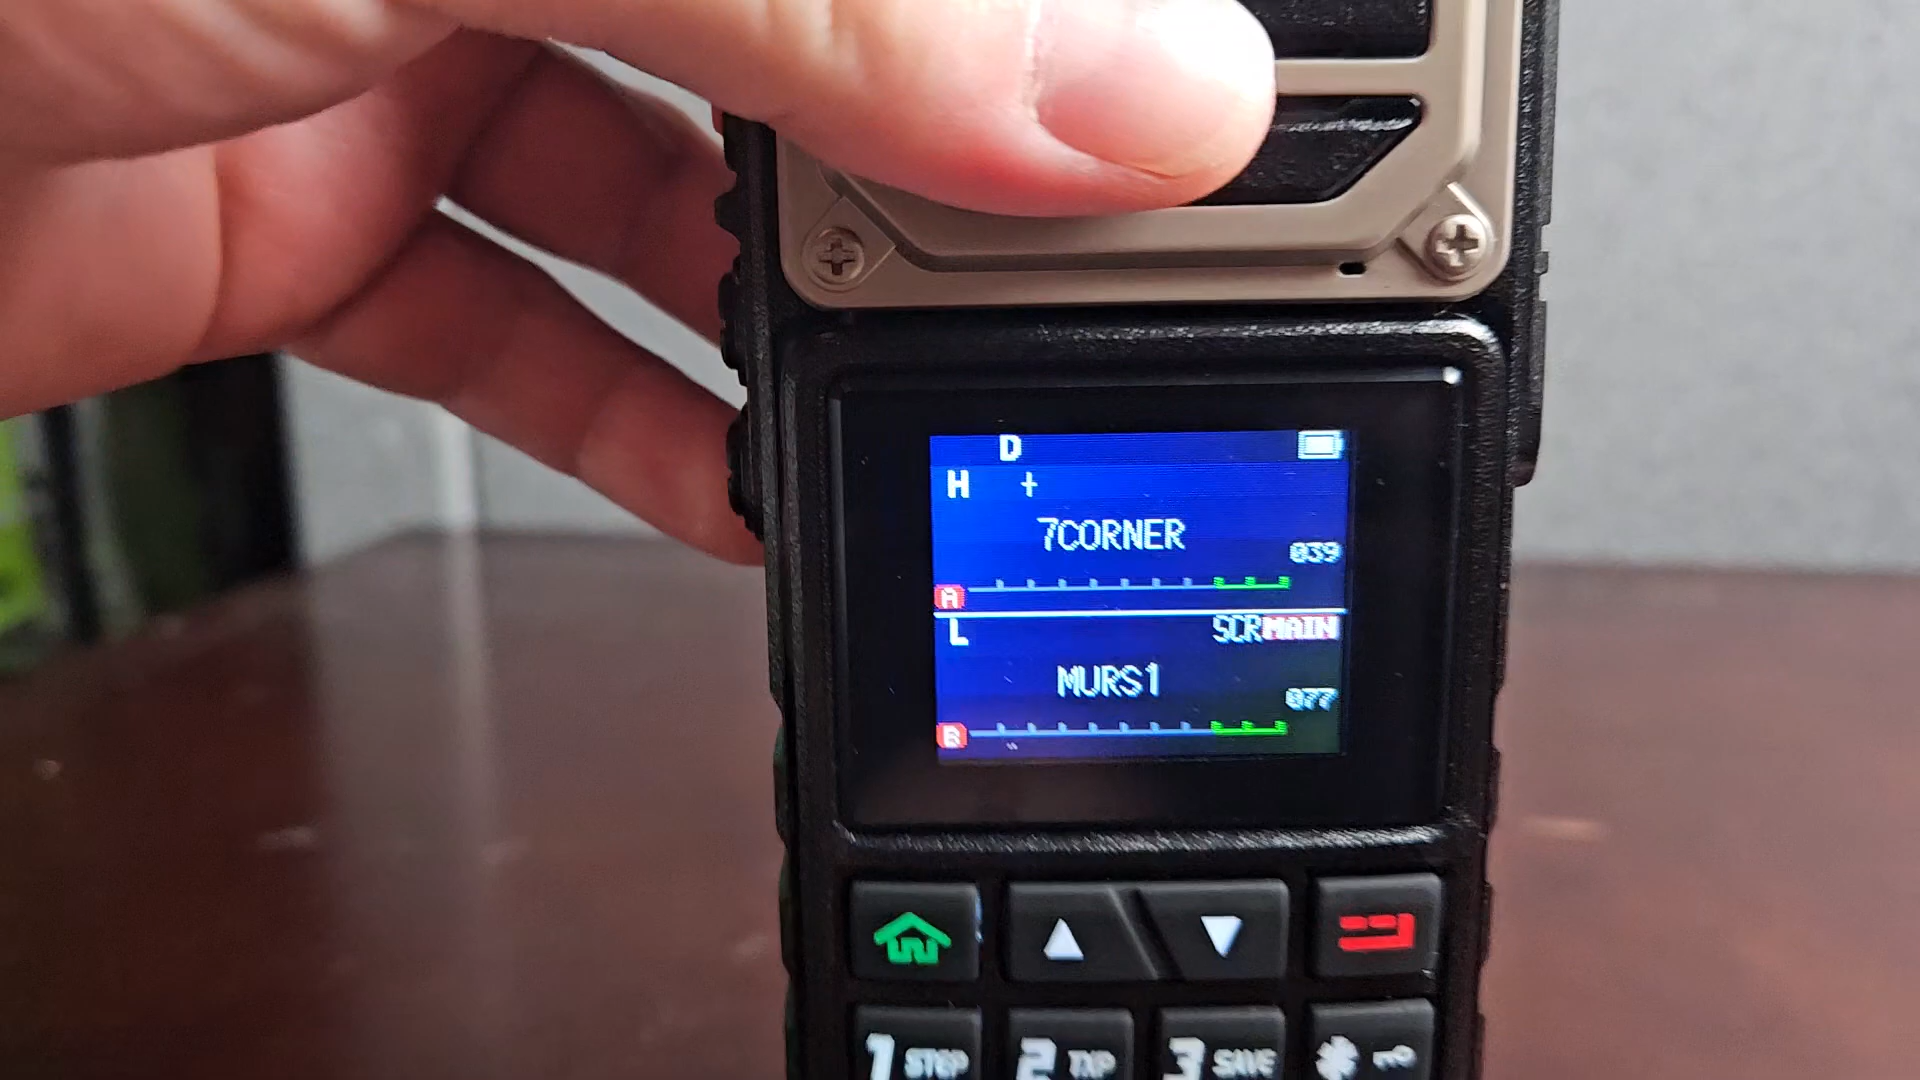 D
H +
7CORNER
039
A
L SCR MAIN
MURS1
077
B
1 STEP 2 TXP 3 SAVE